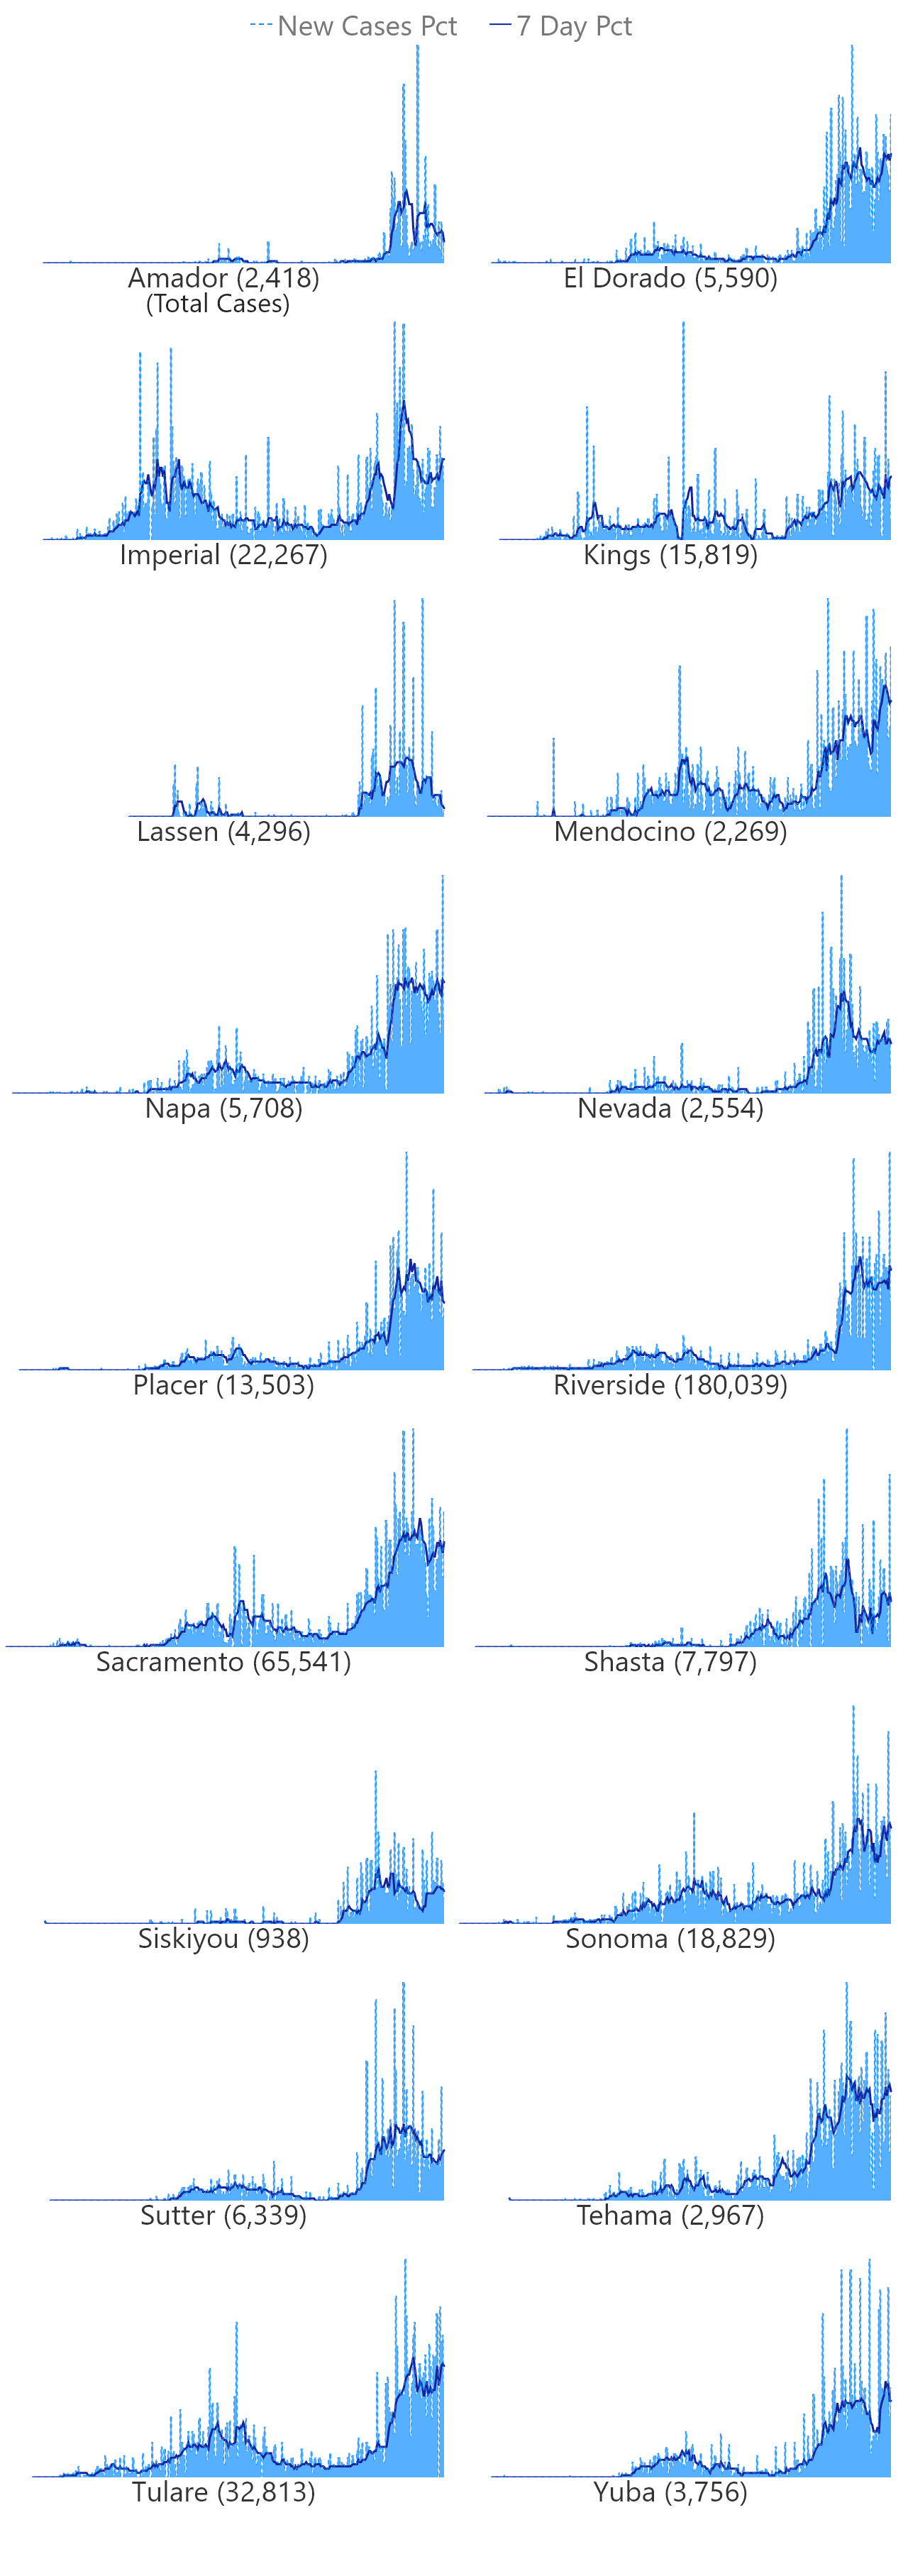 New Cases Pct 7 Day Pct
Amador (2,418) El Dorado (5,590)
(Total Cases)
Imperial (22,267) Kings (15,819)
Lassen (4,296) Mendocino (2,269)
Napa (5,708) Nevada (2,554)
Placer (13,503) Riverside (180,039)
Sacramento (65,541) Shasta (7,797)
Siskiyou (938) Sonoma (18,829)
Sutter (6,339) Tehama (2,967)
Tulare (32,813) Yuba (3,756)